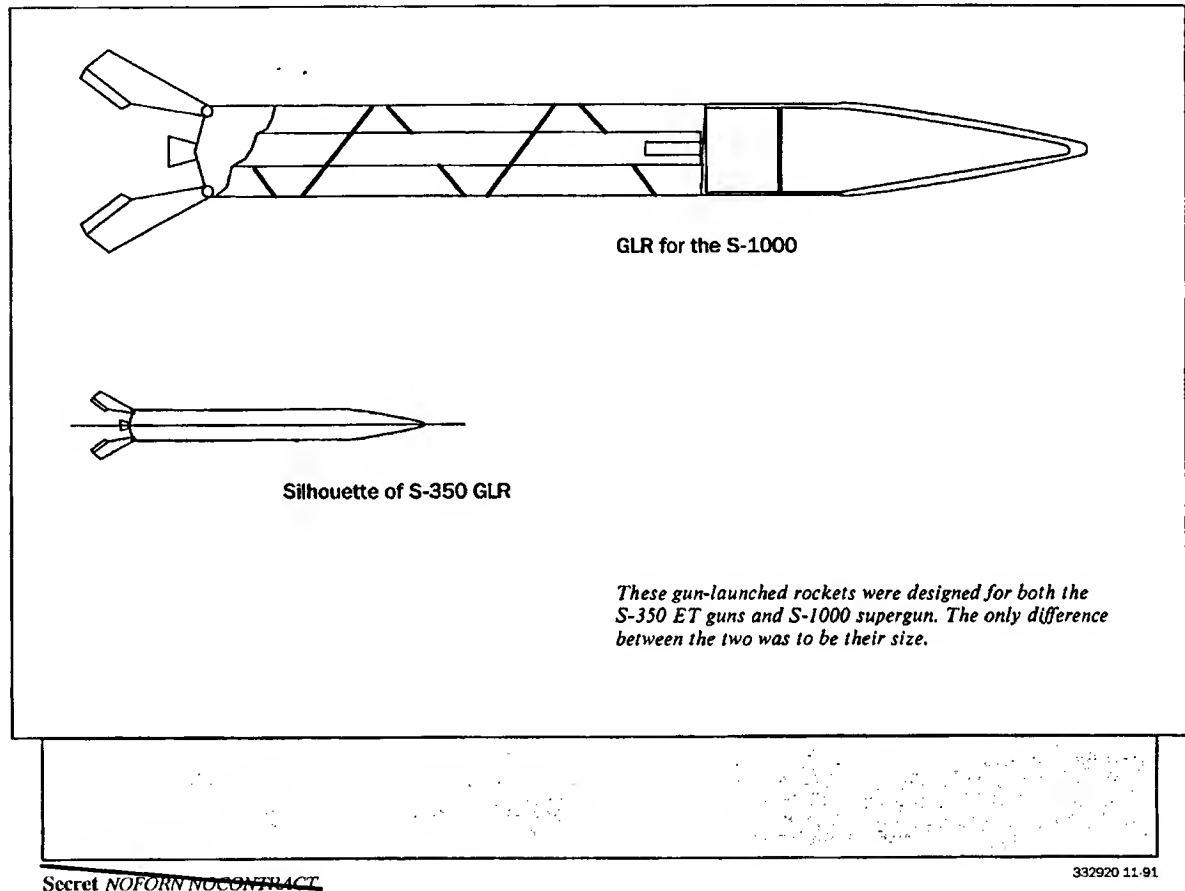 GLR for the S-1000
Silhouette of S-350 GLR
These gun-launched rockets were designed for both the
S-350 ET guns and S-1000 supergun. The only difference
between the two was to be their size.
Secret NOFORN NOCONTRACT
332920 11-91